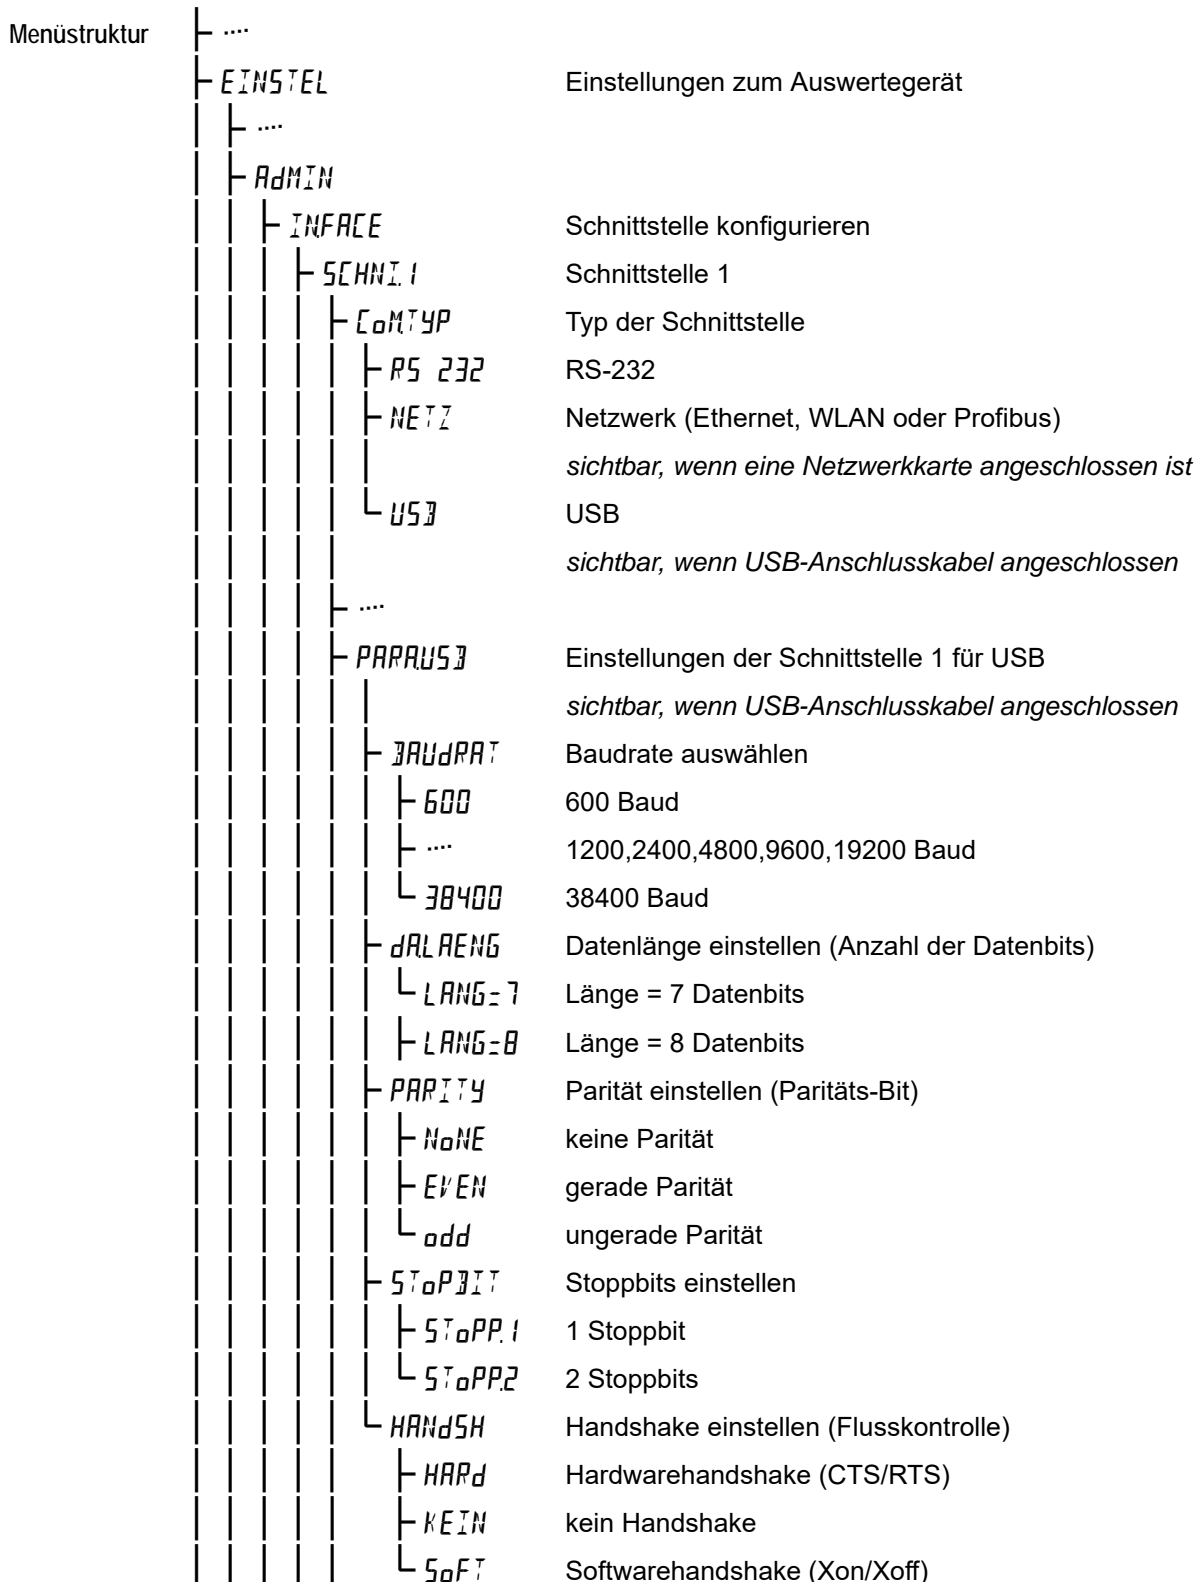 Menüstruktur ....
EINSTEL Einstellungen zum Auswertegerät
....
AdMIN
IN.FACE Schnittstelle konfigurieren
SCHNI.1 Schnittstelle 1
CoM.TYP Typ der Schnittstelle
RS 232 RS-232
NETZ Netzwerk (Ethernet, WLAN oder Profibus)
sichtbar, wenn eine Netzwerkkarte angeschlossen ist
USB USB
sichtbar, wenn USB-Anschlusskabel angeschlossen
....
PARA.USB Einstellungen der Schnittstelle 1 für USB
sichtbar, wenn USB-Anschlusskabel angeschlossen
BAUdRAT Baudrate auswählen
600 600 Baud
.... 1200,2400,4800,9600,19200 Baud
38400 38400 Baud
dA.LAENG Datenlänge einstellen (Anzahl der Datenbits)
LANG=7 Länge = 7 Datenbits
LANG=8 Länge = 8 Datenbits
PARITY Parität einstellen (Paritäts-Bit)
NoNE keine Parität
EVEN gerade Parität
odd ungerade Parität
SToPBIT Stoppbits einstellen
SToPP.1 1 Stoppbit
SToPP.2 2 Stoppbits
HANdSH Handshake einstellen (Flusskontrolle)
HARd Hardwarehandshake (CTS/RTS)
KEIN kein Handshake
SoFT Softwarehandshake (Xon/Xoff)